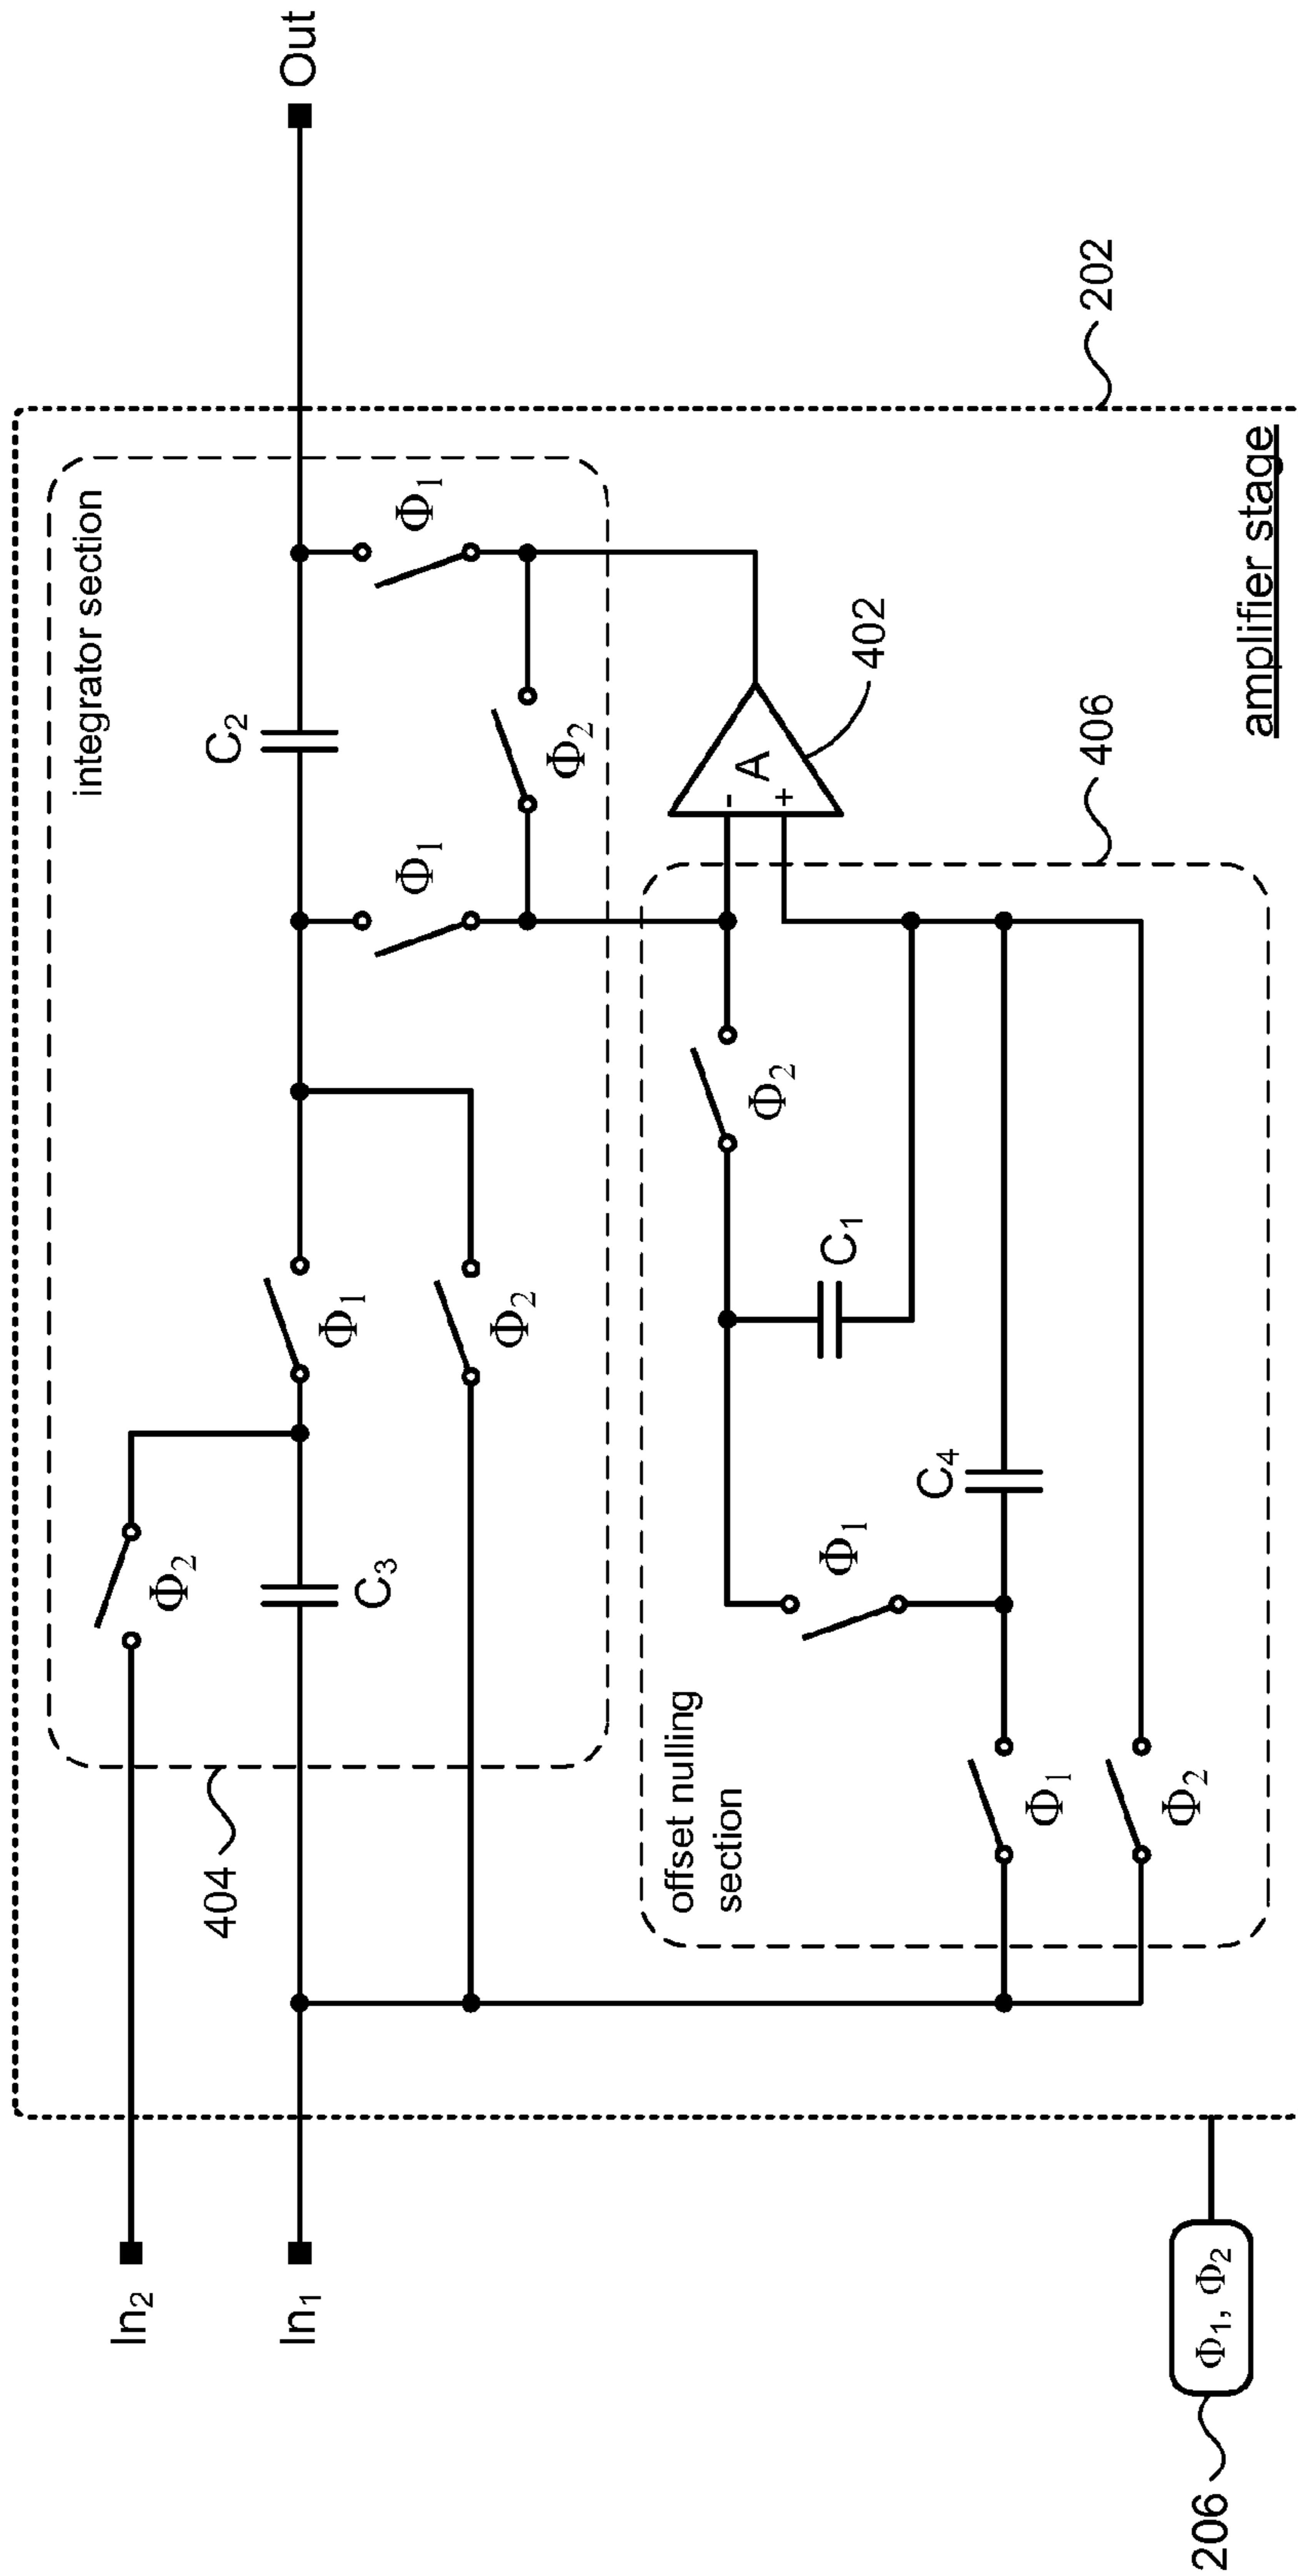 In₂
In₁
Out
integrator section
404
Φ₂
C₃
Φ₁
Φ₂
C₂
Φ₁
Φ₁
Φ₂
offset nulling
section
Φ₁
Φ₂
Φ₁
C₄
C₁
Φ₂
A
-
+
402
406
202
amplifier stage
Φ₁, Φ₂
206